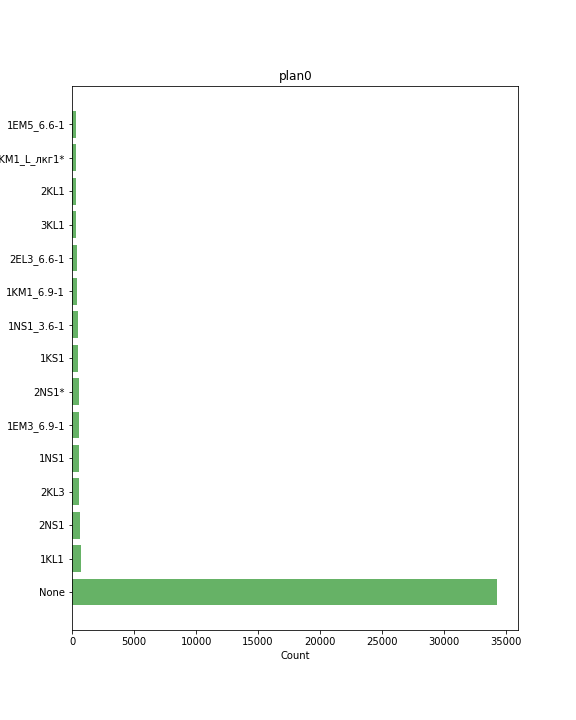 plan0
1EM5_6.6-1
KM1_L_лкг1*
2KL1
3KL1
2EL3_6.6-1
1KM1_6.9-1
1NS1_3.6-1
1KS1
2NS1*
1EM3_6.9-1
1NS1
2KL3
2NS1
1KL1
None
0 5000 10000 15000 20000 25000 30000 35000
Count